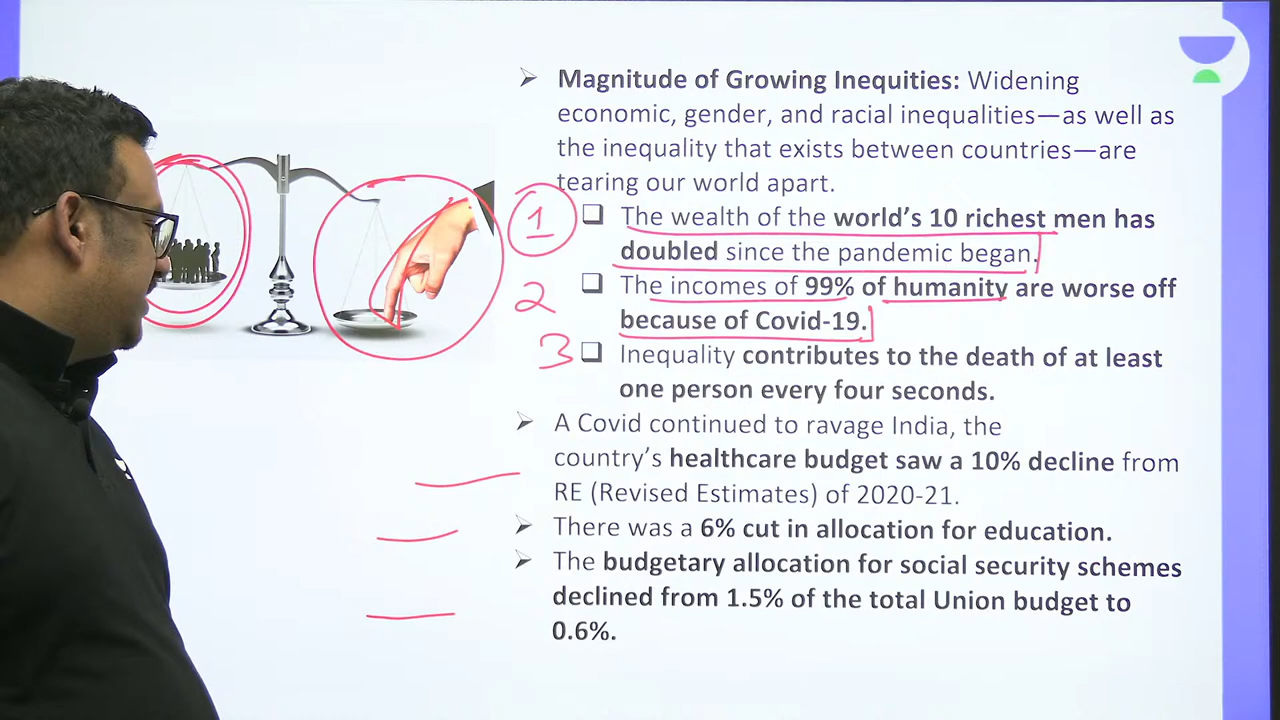 ➢ Magnitude of Growing Inequities: Widening
economic, gender, and racial inequalities—as well as
the inequality that exists between countries—are
tearing our world apart.
1 ❑ The wealth of the world's 10 richest men has
doubled since the pandemic began.
2 ❑ The incomes of 99% of humanity are worse off
because of Covid-19.
3 ❑ Inequality contributes to the death of at least
one person every four seconds.
➢ A Covid continued to ravage India, the
country's healthcare budget saw a 10% decline from
RE (Revised Estimates) of 2020-21.
➢ There was a 6% cut in allocation for education.
➢ The budgetary allocation for social security schemes
declined from 1.5% of the total Union budget to
0.6%.